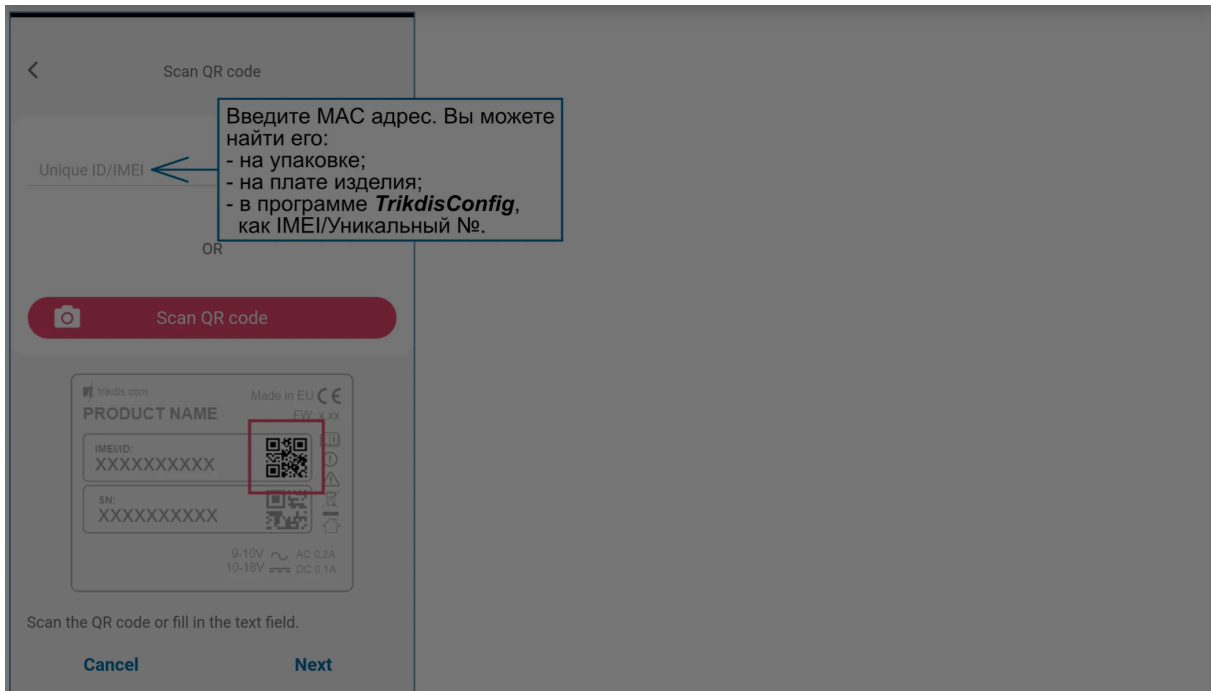 Scan QR code
Введите MAC адрес. Вы можете
найти его:
- на упаковке;
- на плате изделия;
- в программе TrikdisConfig,
как IMEI/Уникальный №.
Unique ID/IMEI
OR
Scan QR code
trikdis.com
Made in EU CE
PRODUCT NAME
FW: x.xx
IMEI/ID:
XXXXXXXXXX
SN:
XXXXXXXXXX
9-10V AC 0.2A
10-18V DC 0.1A
Scan the QR code or fill in the text field.
Cancel
Next